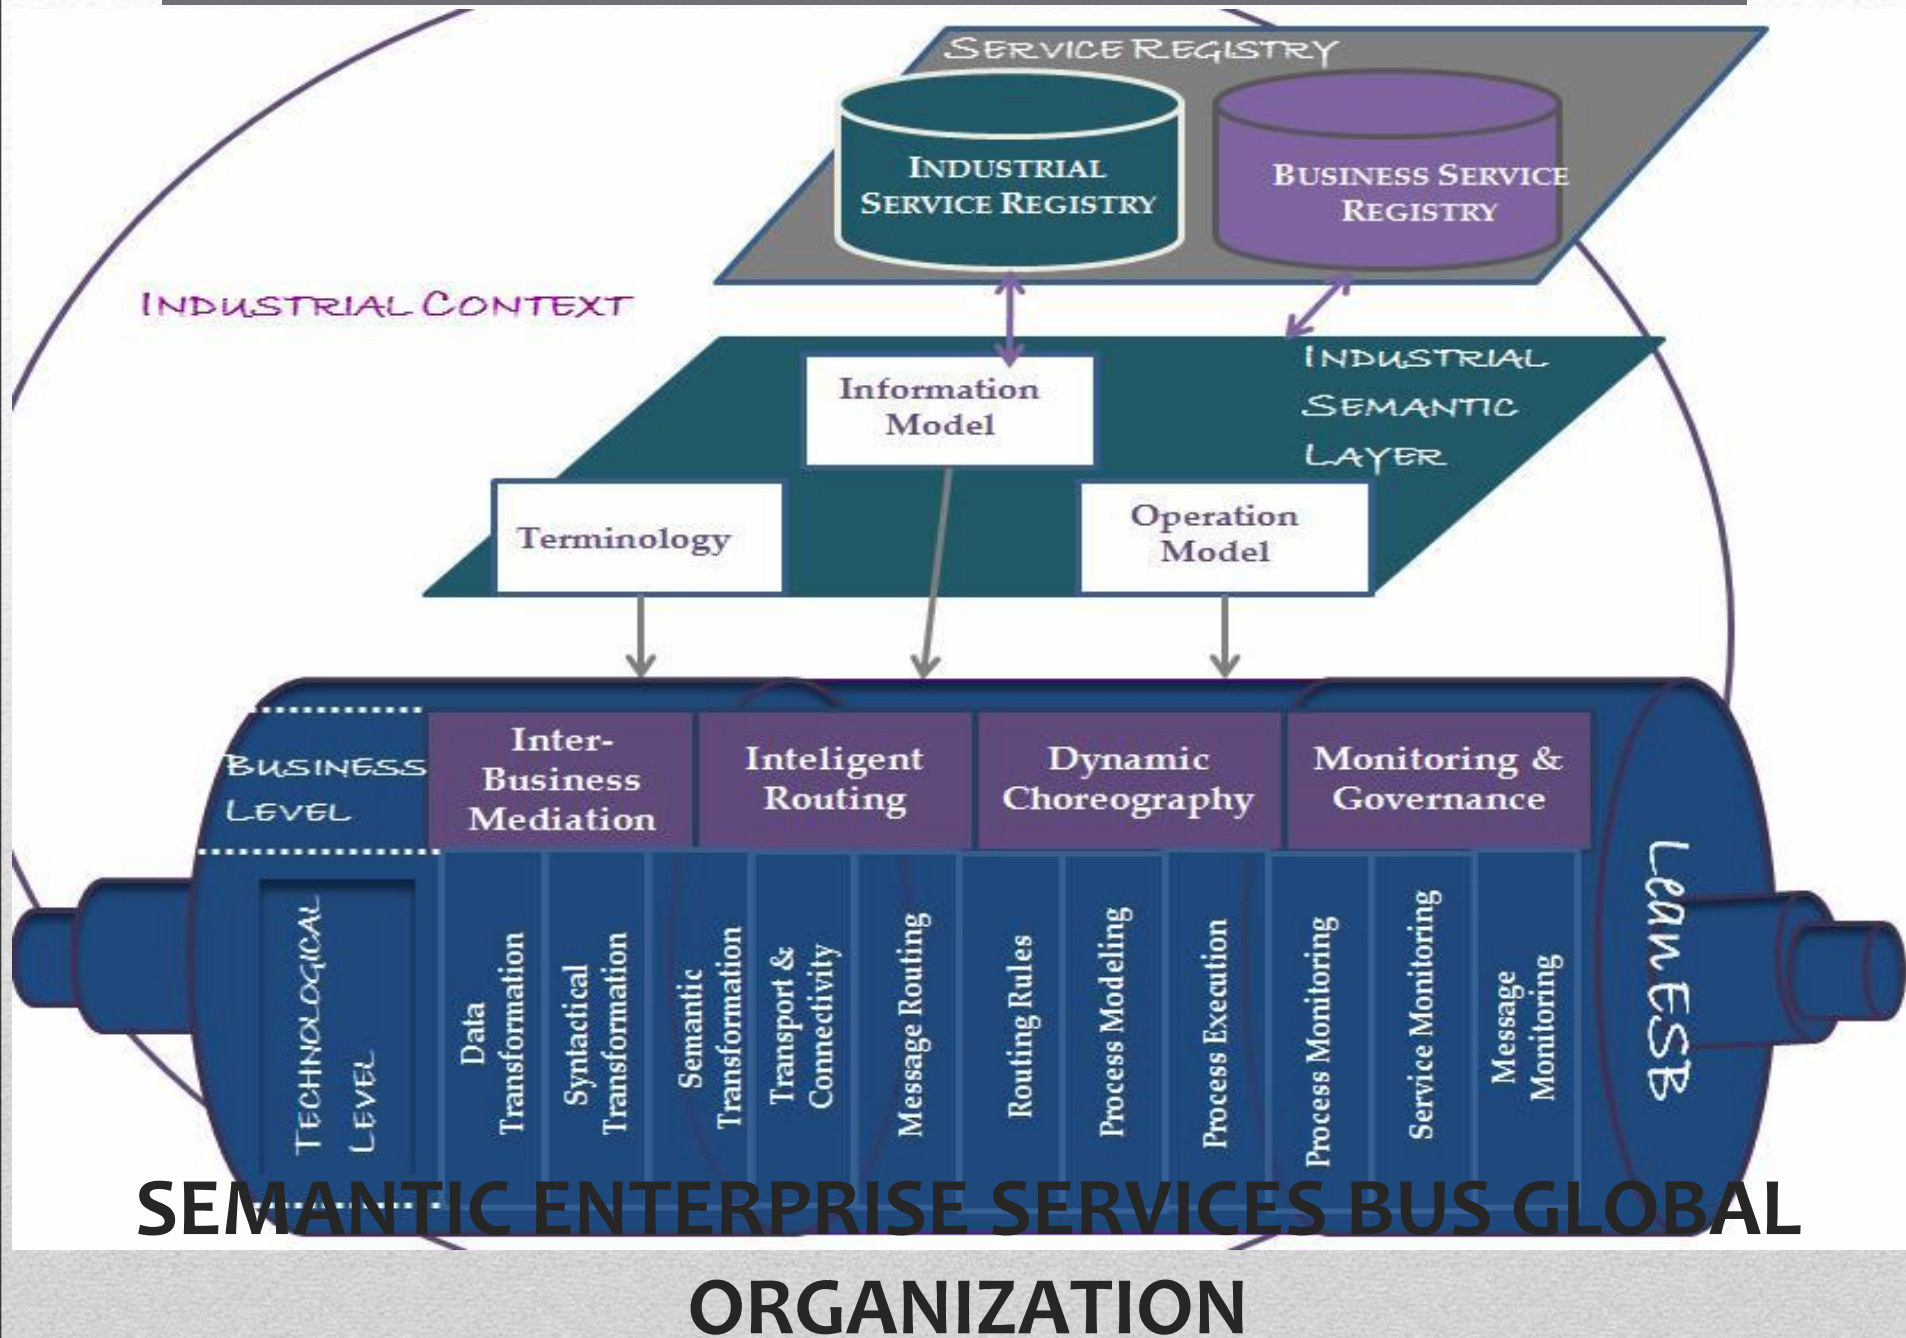 SERVICE REGISTRY
INDUSTRIAL
SERVICE REGISTRY
BUSINESS SERVICE
REGISTRY
INDUSTRIAL CONTEXT
INDUSTRIAL
SEMANTIC
LAYER
Information
Model
Terminology
Operation
Model
BUSINESS
LEVEL
Inter-
Business
Mediation
Inteligent
Routing
Dynamic
Choreography
Monitoring &
Governance
TECHNOLOGICAL
LEVEL
Data
Transformation
Syntactical
Transformation
Semantic
Transformation
Transport &
Connectivity
Message Routing
Routing Rules
Process Modeling
Process Execution
Process Monitoring
Service Monitoring
Message
Monitoring
Lean ESB
SEMANTIC ENTERPRISE SERVICES BUS GLOBAL
ORGANIZATION